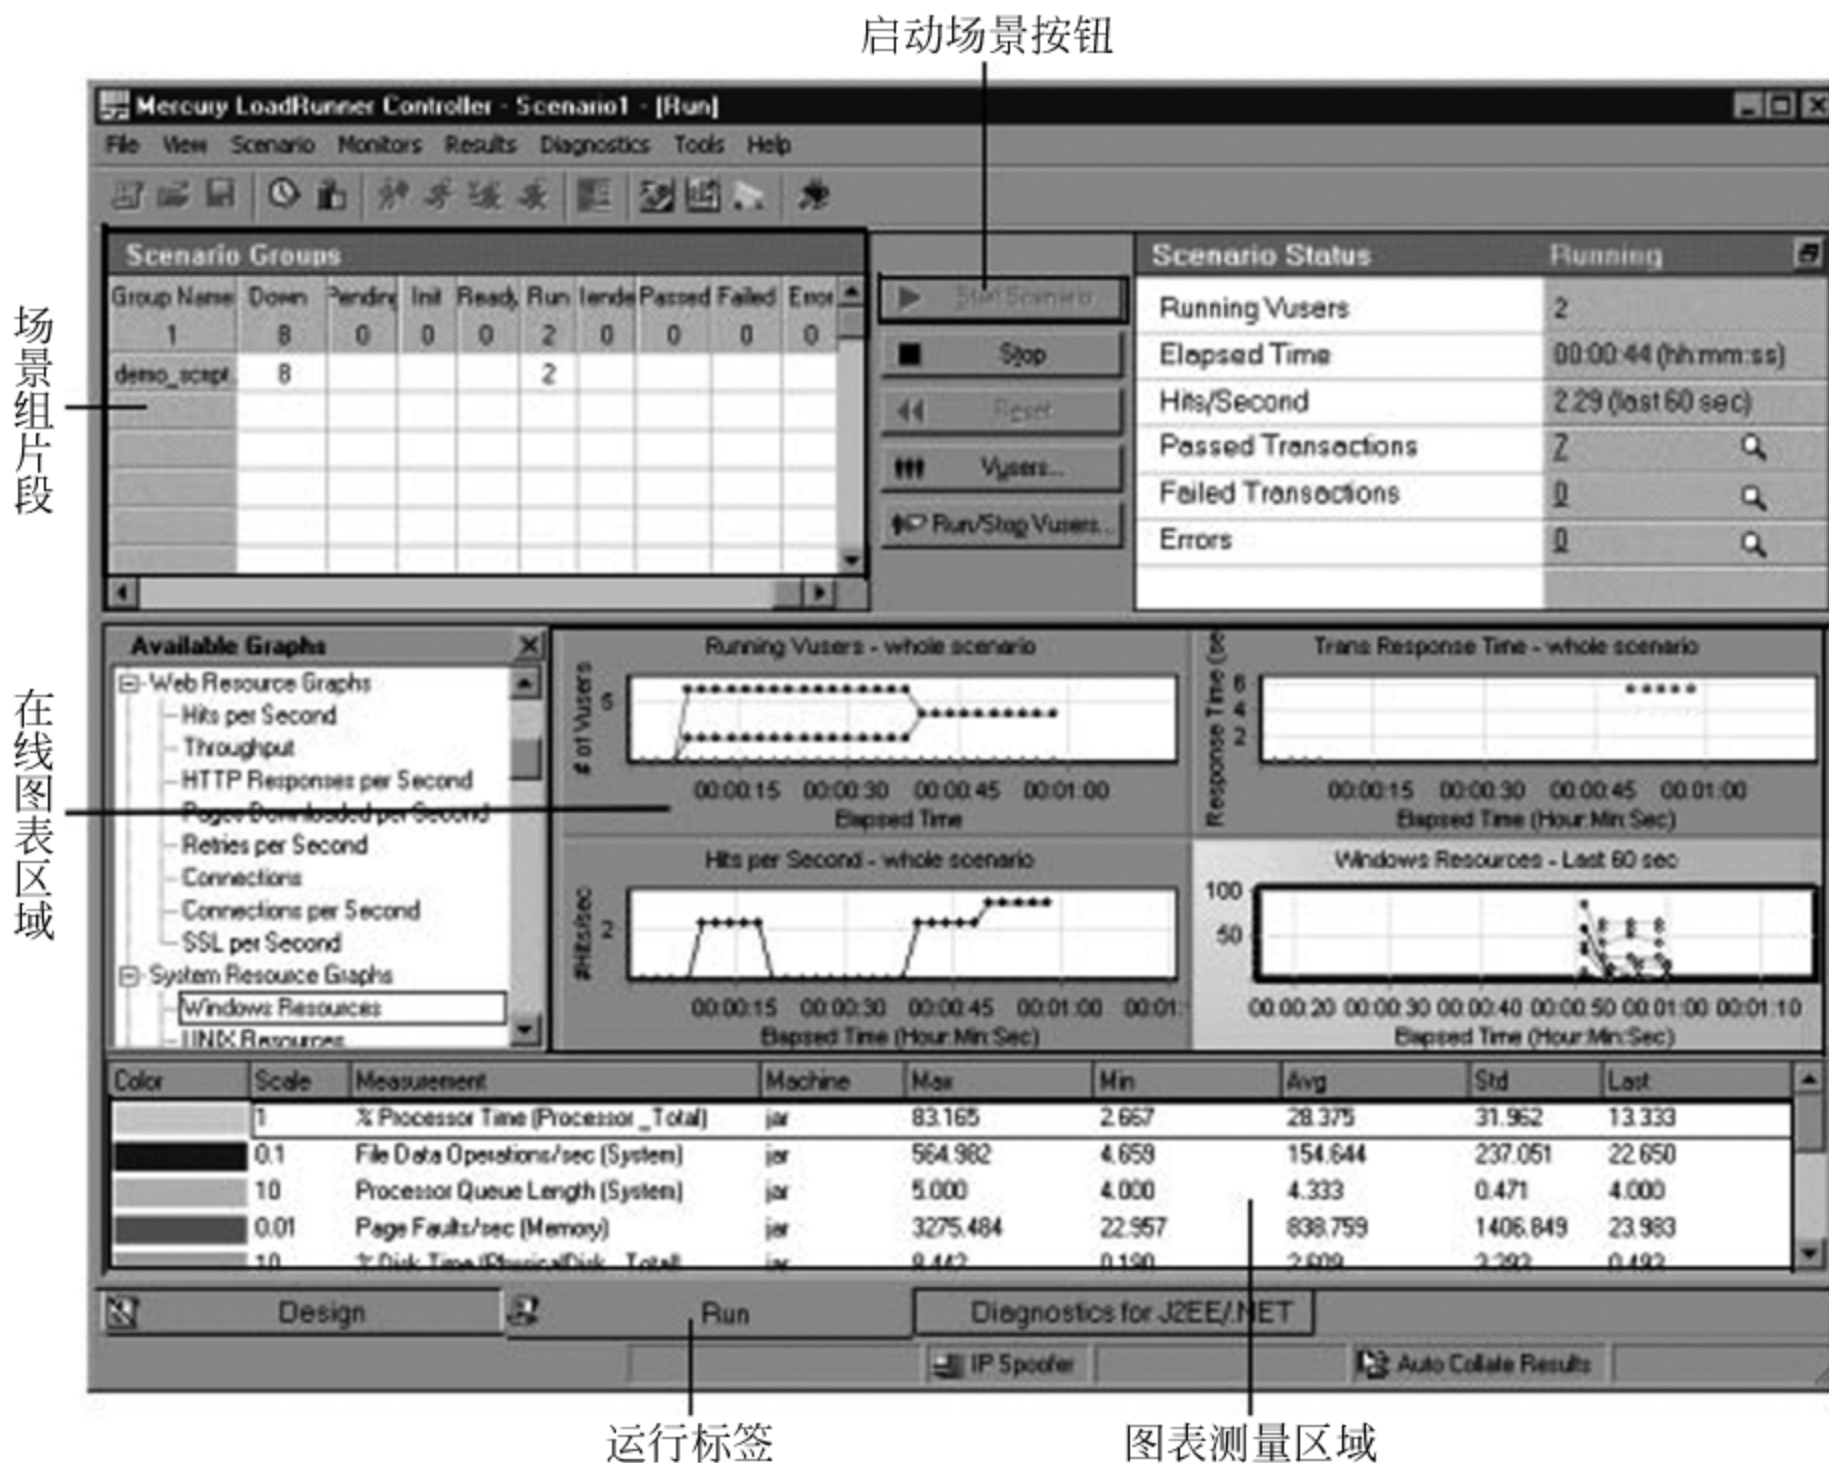 启动场景按钮
Mercury LoadRunner Controller - Scenario1 - [Run]
File View Scenario Monitors Results Diagnostics Tools Help
Scenario Groups
Group Name Down Pending Init Ready Run Passed Failed Error
1 8 0 0 0 2 0 0 0 0
demo_script 8 2
场景组片段
Start Scenario
Stop
Reset
Vusers...
Run/Stop Vusers...
Scenario Status Running
Running Vusers 2
Elapsed Time 00:00:44 (hh:mm:ss)
Hits/Second 2.29 (last 60 sec)
Passed Transactions 7
Failed Transactions 0
Errors 0
在线图表区域
Available Graphs
Web Resource Graphs
Hits per Second
Throughput
HTTP Responses per Second
Pages Downloaded per Second
Retries per Second
Connections
Connections per Second
SSL per Second
System Resource Graphs
Windows Resources
UNIX Resources
Running Vusers - whole scenario
# of Vusers
5
00:00:15 00:00:30 00:00:45 00:01:00
Elapsed Time
Trans Response Time - whole scenario
Response Time (se
6
4
2
00:00:15 00:00:30 00:00:45 00:01:00
Elapsed Time (Hour:Min:Sec)
Hits per Second - whole scenario
#Hits/sec
2
00:00:15 00:00:30 00:00:45 00:01:00 00:01:
Elapsed Time (Hour:Min:Sec)
Windows Resources - Last 60 sec
100
50
00:00:20 00:00:30 00:00:40 00:00:50 00:01:00 00:01:10
Elapsed Time (Hour:Min:Sec)
Color Scale Measurement Machine Max Min Avg Std Last
1 % Processor Time (Processor _Total) jar 83.165 2.667 28.375 31.962 13.333
0.1 File Data Operations/sec (System) jar 564.982 4.659 154.644 237.051 22.650
10 Processor Queue Length (System) jar 5.000 4.000 4.333 0.471 4.000
0.01 Page Faults/sec (Memory) jar 3275.484 22.957 838.759 1406.849 23.983
10 % Disk Time (PhysicalDisk _Total) jar 8.442 0.190
Design Run Diagnostics for J2EE/.NET
IP Spoofer Auto Collate Results
运行标签 图表测量区域